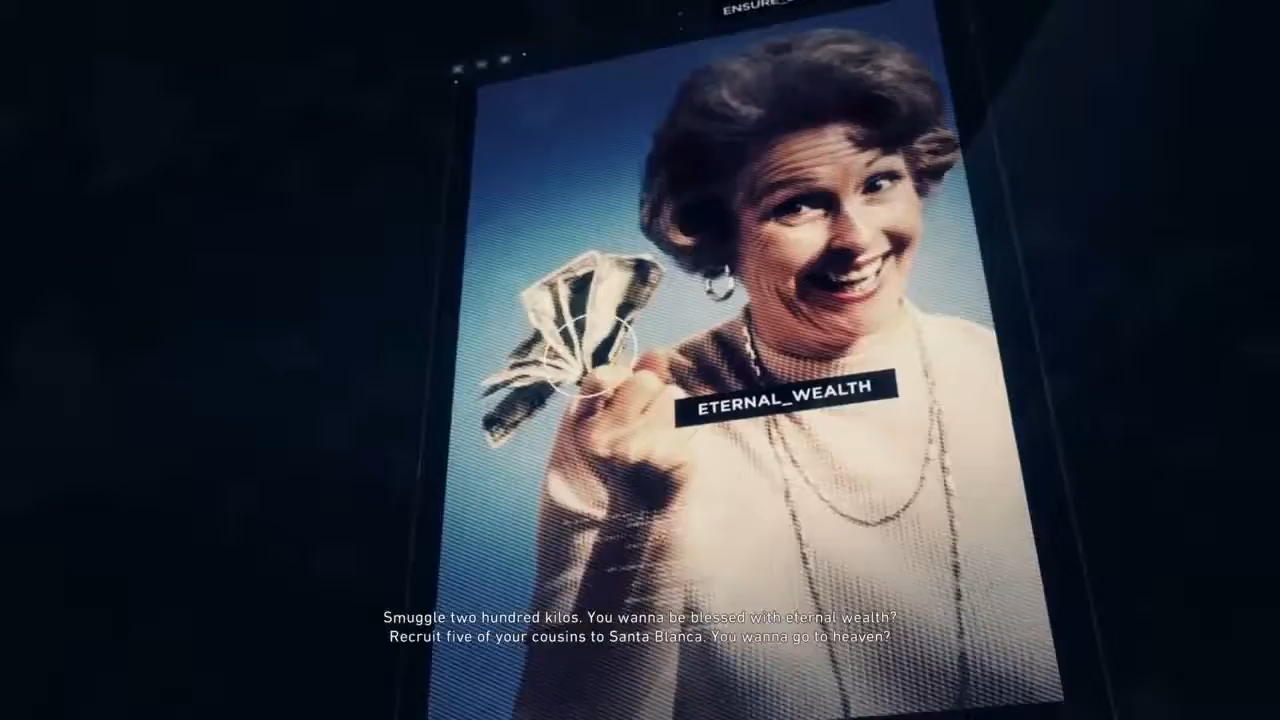 ENSURE_
ETERNAL_WEALTH
Smuggle two hundred kilos. You wanna be blessed with eternal wealth?
Recruit five of your cousins to Santa Blanca. You wanna go to heaven?